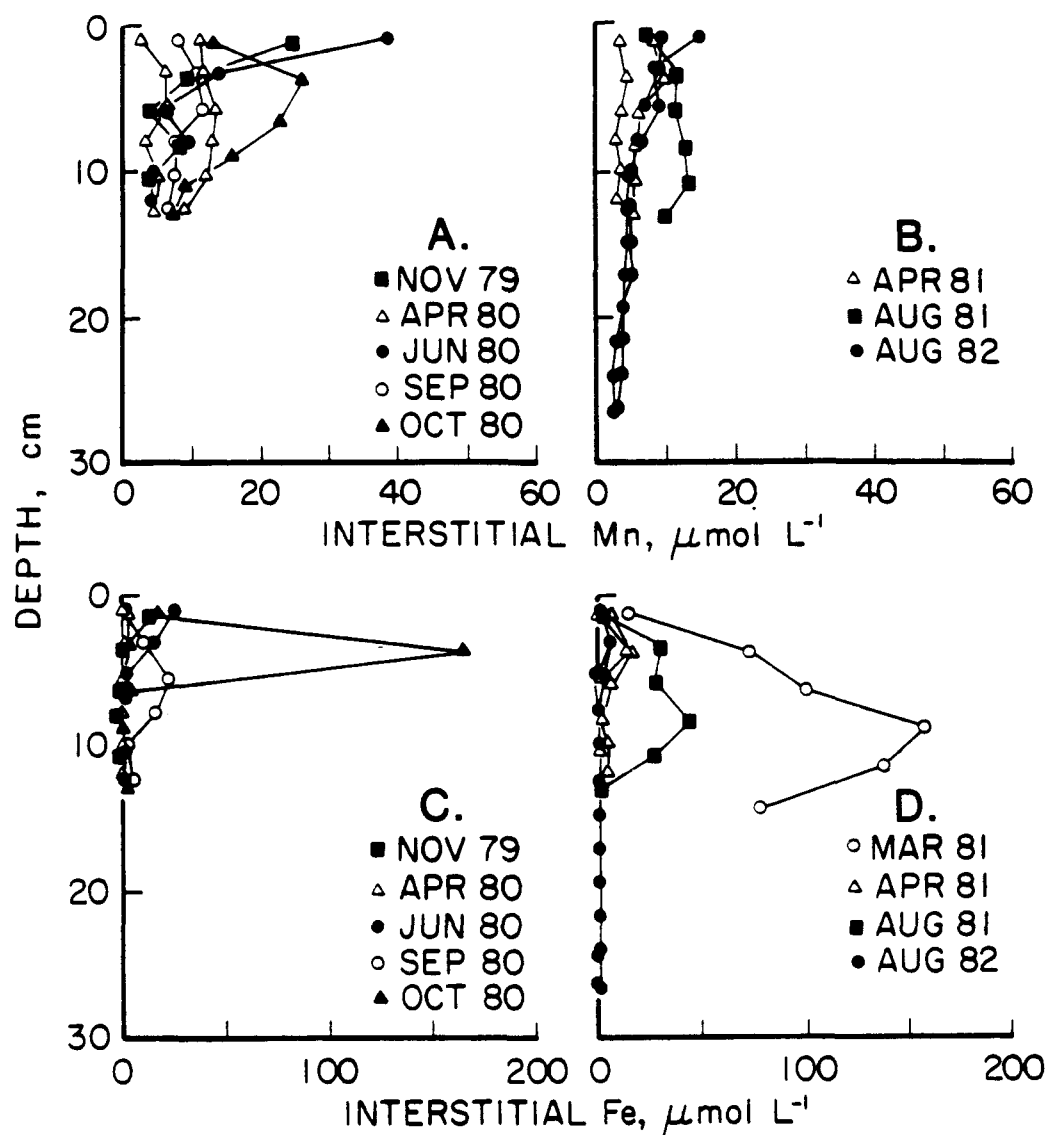 0
10
20
30
DEPTH, cm
A.
NOV 79
APR 80
JUN 80
SEP 80
OCT 80
0 20 40 60
B.
APR 81
AUG 81
AUG 82
0 20 40 60
INTERSTITIAL Mn, μmol L⁻¹
0
10
20
30
C.
NOV 79
APR 80
JUN 80
SEP 80
OCT 80
0 100 200
D.
MAR 81
APR 81
AUG 81
AUG 82
0 100 200
INTERSTITIAL Fe, μmol L⁻¹